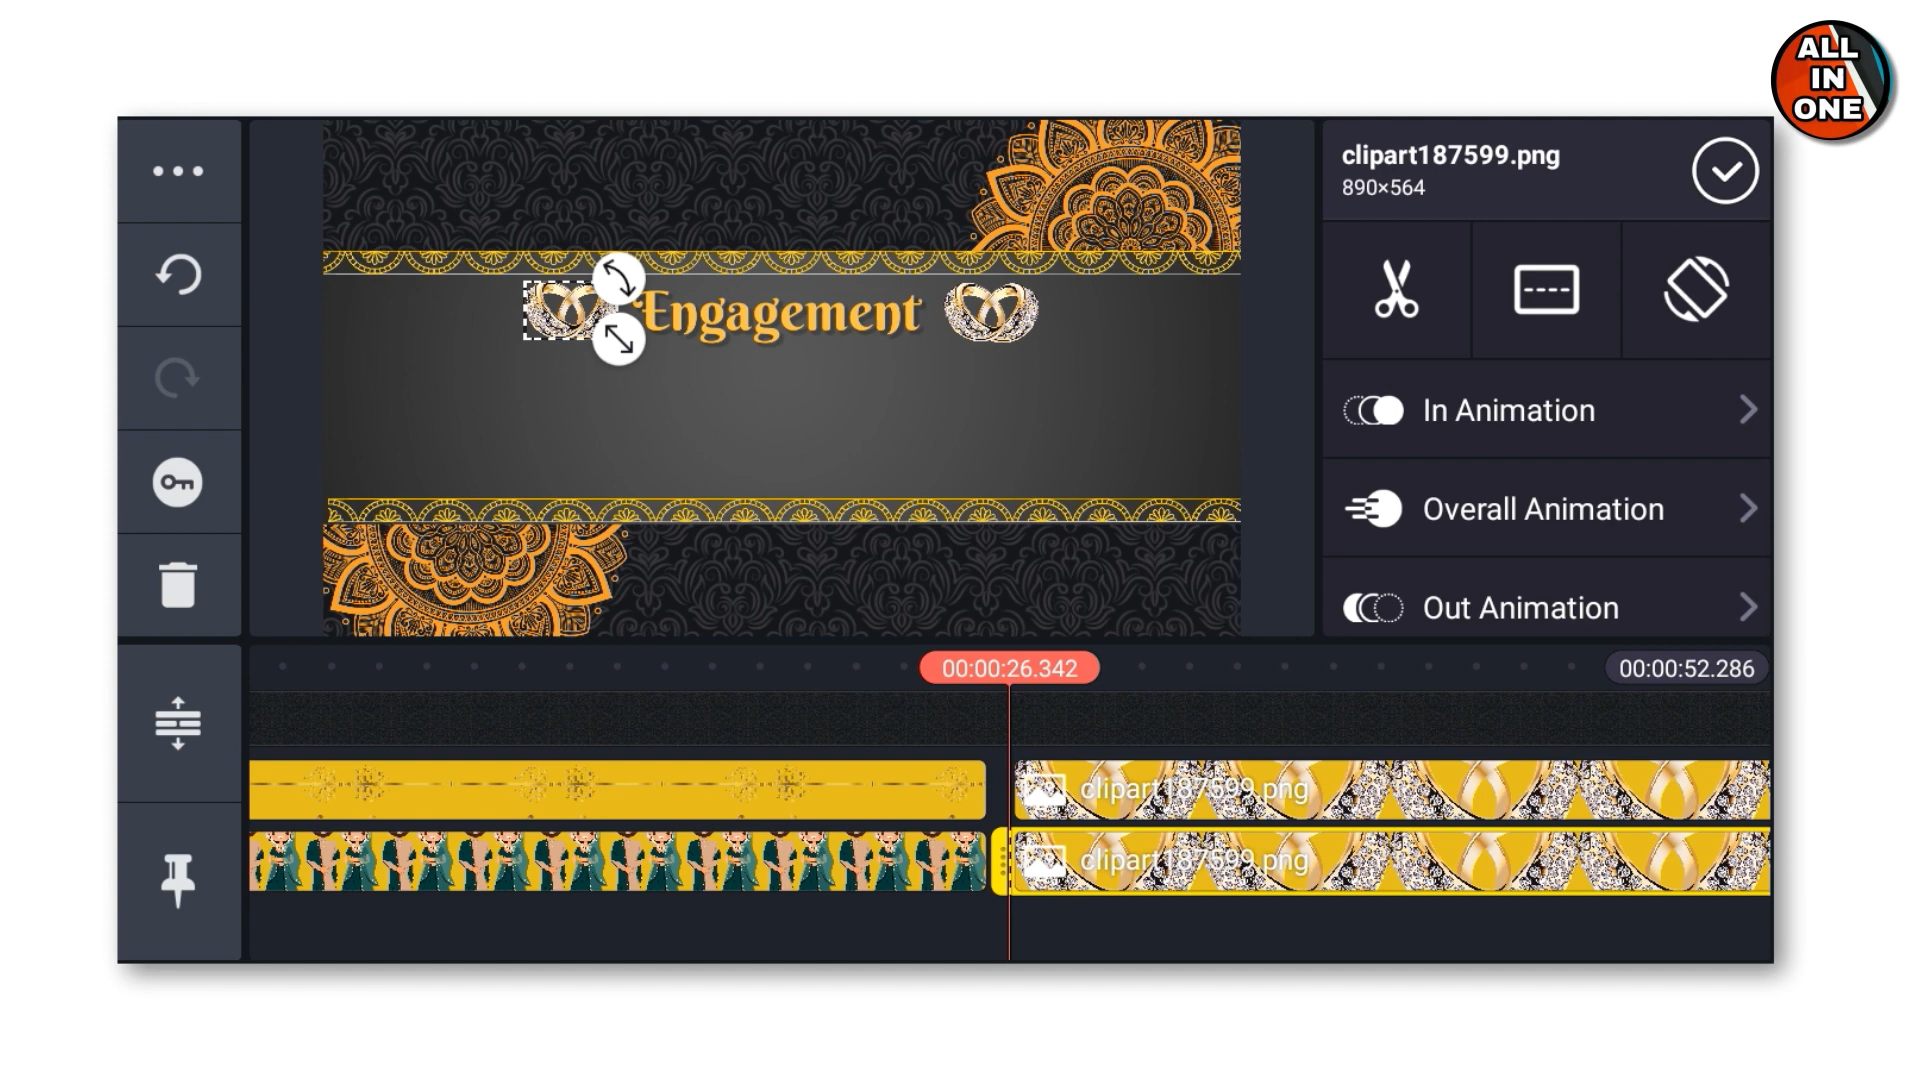 ALL
IN
ONE
clipart187599.png
890×564
Engagement
In Animation
Overall Animation
Out Animation
00:00:26.342
00:00:52.286
clipart187599.png
clipart187599.png